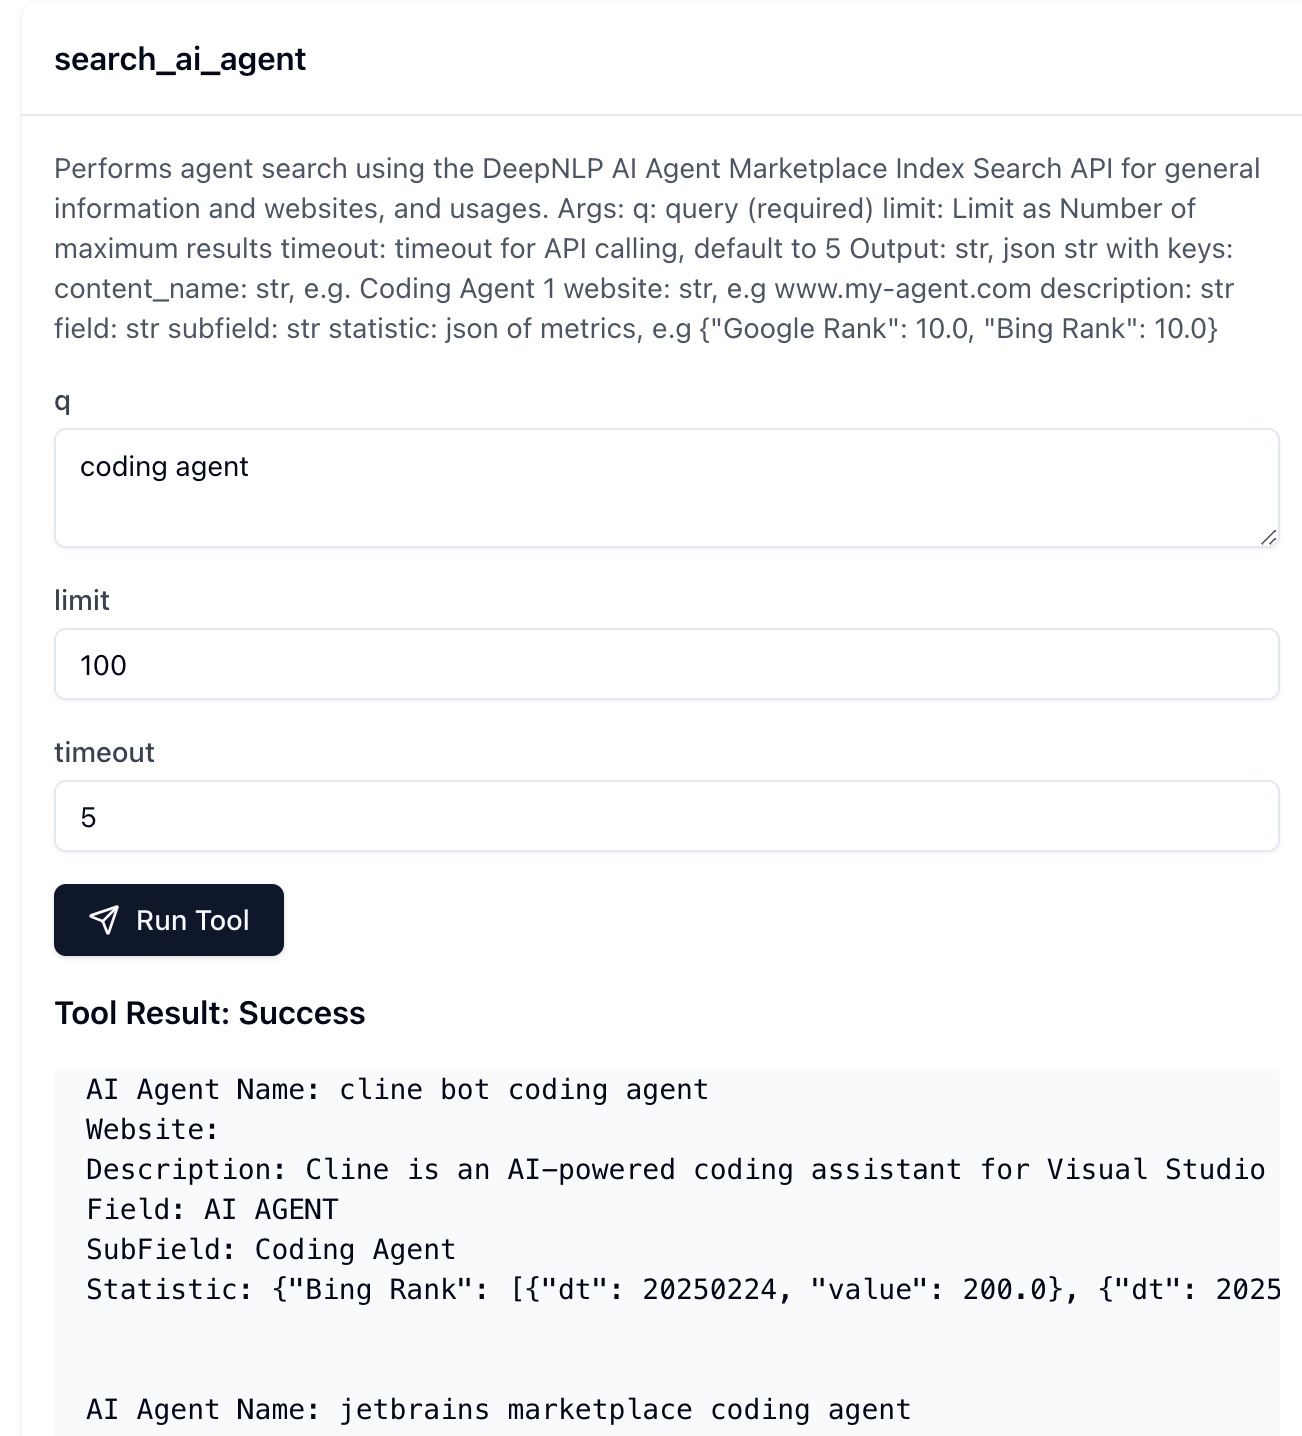 search_ai_agent
Performs agent search using the DeepNLP AI Agent Marketplace Index Search API for general
information and websites, and usages. Args: q: query (required) limit: Limit as Number of
maximum results timeout: timeout for API calling, default to 5 Output: str, json str with keys:
content_name: str, e.g. Coding Agent 1 website: str, e.g www.my-agent.com description: str
field: str subfield: str statistic: json of metrics, e.g {"Google Rank": 10.0, "Bing Rank": 10.0}
q
coding agent
limit
100
timeout
5
Run Tool
Tool Result: Success
AI Agent Name: cline bot coding agent
Website:
Description: Cline is an AI-powered coding assistant for Visual Studio
Field: AI AGENT
SubField: Coding Agent
Statistic: {"Bing Rank": [{"dt": 20250224, "value": 200.0}, {"dt": 2025
AI Agent Name: jetbrains marketplace coding agent